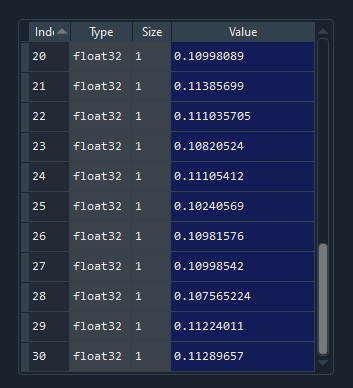 Inde Type Size Value
20 float32 1 0.10998089
21 float32 1 0.11385699
22 float32 1 0.111035705
23 float32 1 0.10820524
24 float32 1 0.11105412
25 float32 1 0.10240569
26 float32 1 0.10981576
27 float32 1 0.10998542
28 float32 1 0.107565224
29 float32 1 0.11224011
30 float32 1 0.11289657